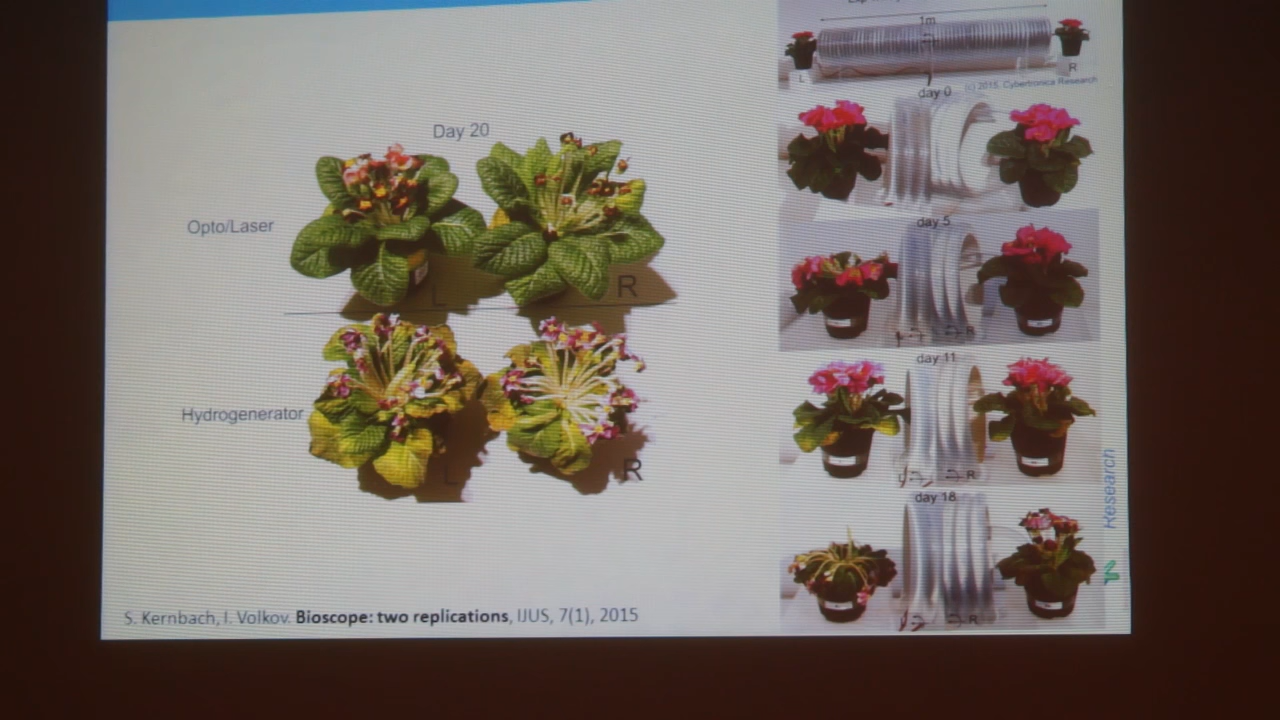 Day 20
Opto/Laser
L
R
Hydrogenerator
L
R
S. Kernbach, I. Volkov. Bioscope: two replications, IJUS, 7(1), 2015
1m
L
R
(c) 2015, Cybertronica Research
day 0
day 5
R
day 11
R
day 18
R
Research